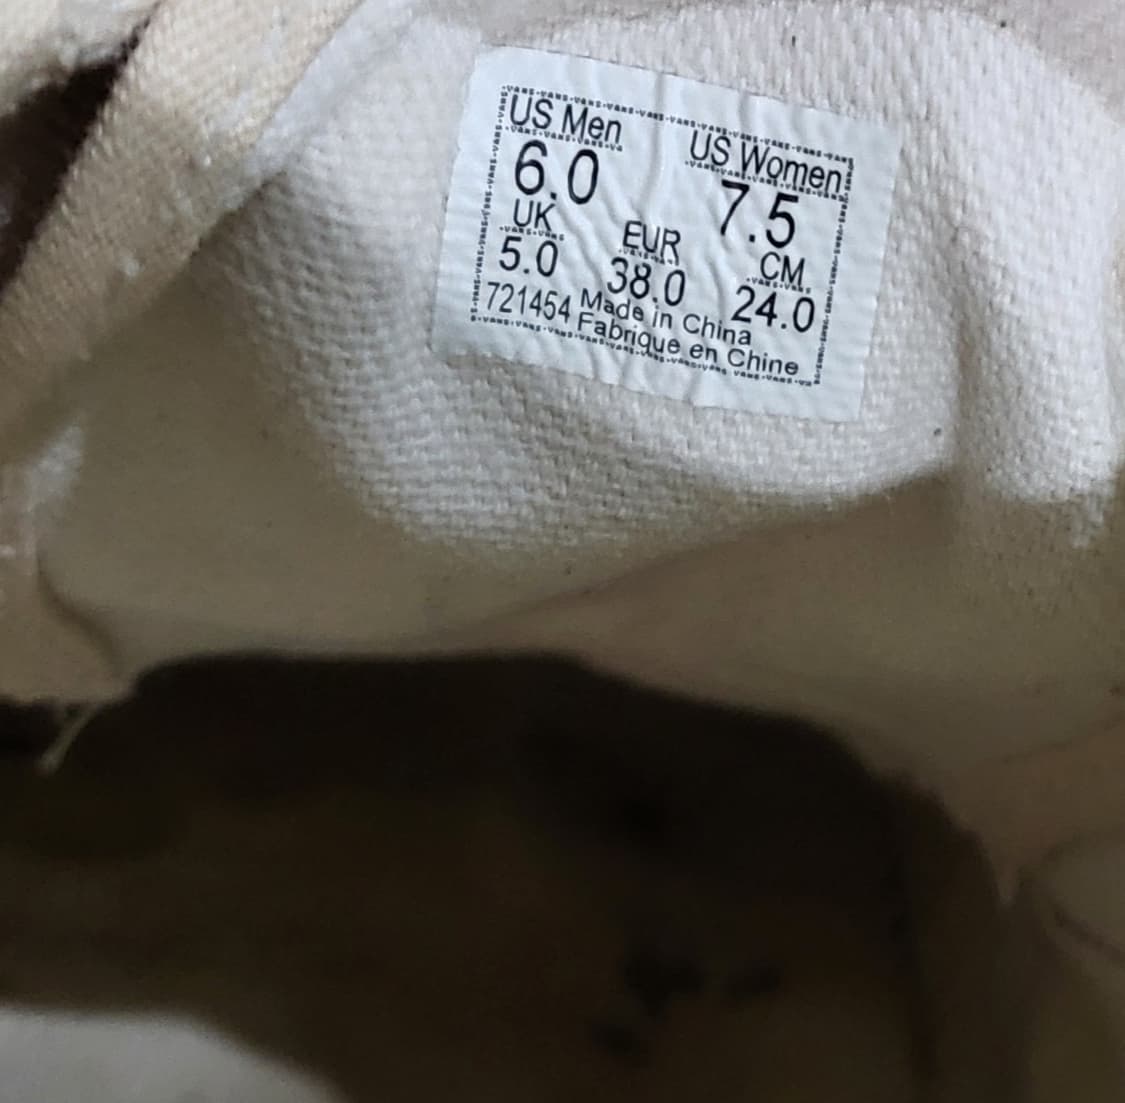 US Men US Women
6.0 7.5
UK EUR CM
5.0 38.0 24.0
721454 Made in China
Fabrique en Chine